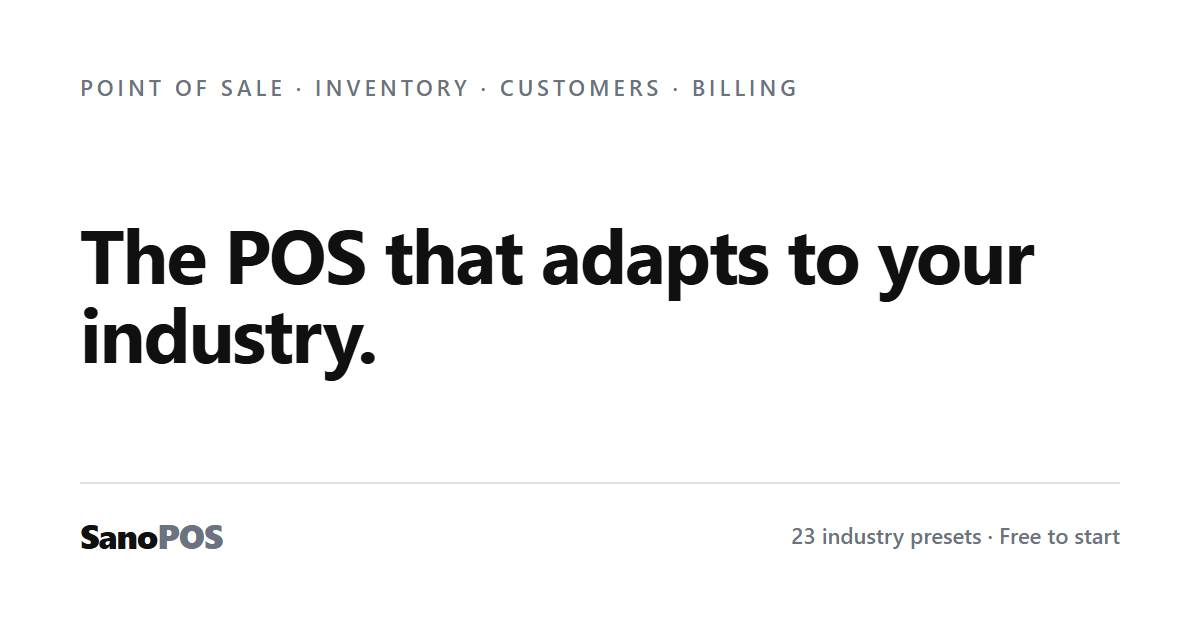 POINT OF SALE · INVENTORY · CUSTOMERS · BILLING
The POS that adapts to your
industry.
SanoPOS
23 industry presets · Free to start